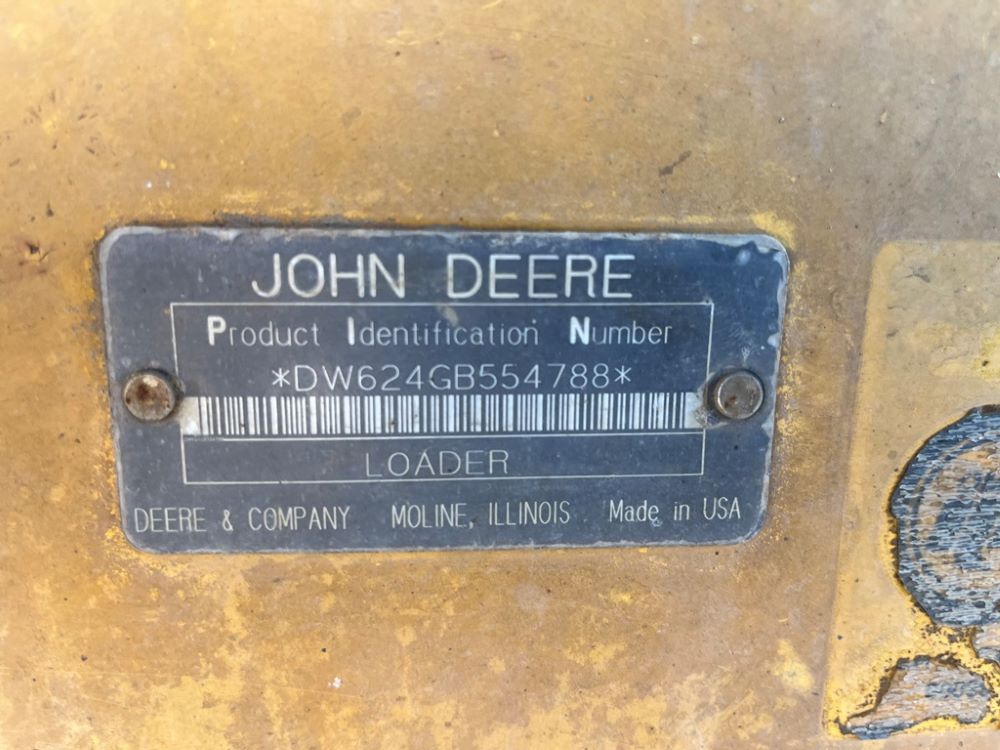 JOHN DEERE
Product Identification Number
*DW624GB554788*
LOADER
DEERE & COMPANY MOLINE, ILLINOIS Made in USA